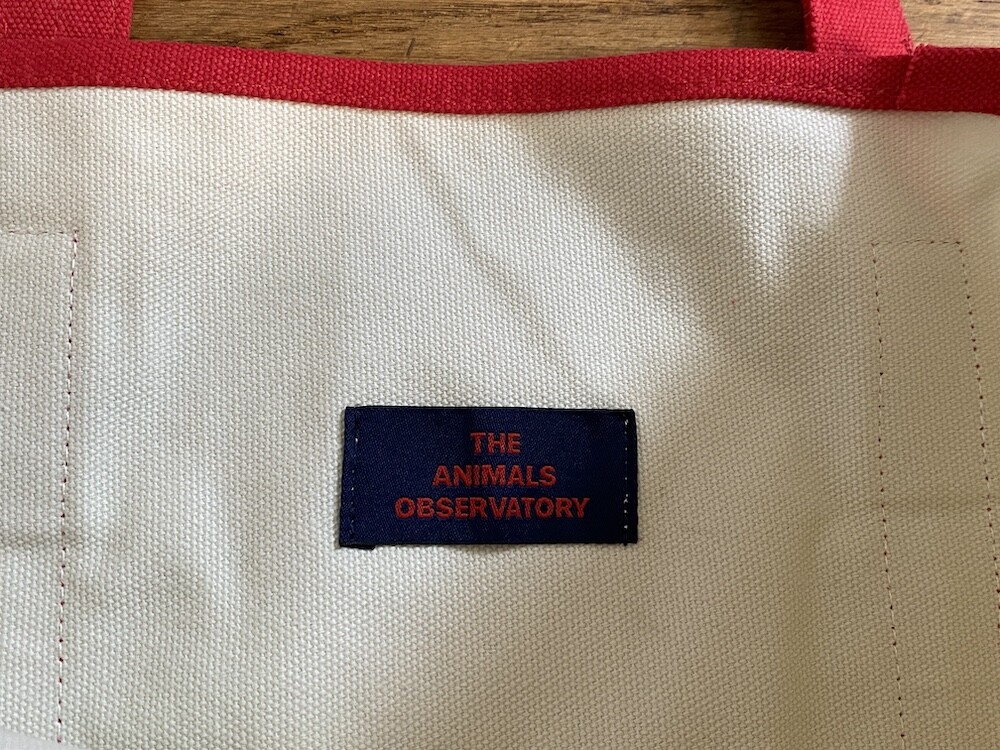 THE
ANIMALS
OBSERVATORY